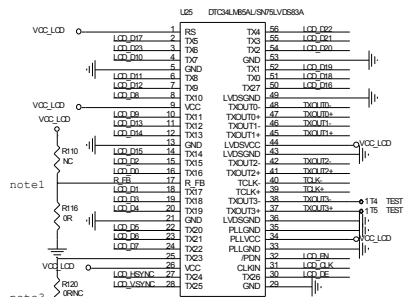 U25 DTC34LM85AL/SN75LVDS83A
VCC_LCD 1 RS TX4 56 LCD_D22
LCD_D17 2 TX5 TX3 55 LCD_D21
LCD_D23 3 TX6 TX2 54 LCD_D20
LCD_D10 4 TX7 GND 53
5 GND TX1 52 LCD_D19
LCD_D11 6 TX8 TX0 51 LCD_D18
LCD_D12 7 TX9 TX27 50 LCD_D16
LCD_D8 8 TX10 LVDSGND 49
VCC_LCD 9 VCC TXOUT0- 48 TXOUT0-
VCC_LCD LCD_D9 10 TX11 TXOUT0+ 47 TXOUT0+
LCD_D13 11 TX12 TXOUT1- 46 TXOUT1-
LCD_D14 12 TX13 TXOUT1+ 45 TXOUT1+
13 GND LVDSVCC 44 VCC_LCD
R110 LCD_D15 14 TX14 LVDSGND 43
NC LCD_D2 15 TX15 TXOUT2- 42 TXOUT2-
LCD_D0 16 TX16 TXOUT2+ 41 TXOUT2+
note1 R_FB 17 R_FB TCLK- 40 TCLK-
LCD_D1 18 TX17 TCLK+ 39 TCLK+
R116 LCD_D3 19 TX18 TXOUT3- 38 TXOUT3- 1 T4 TEST
0R LCD_D4 20 TX19 TXOUT3+ 37 TXOUT3+ 1 T5 TEST
21 GND LVDSGND 36
LCD_D5 22 TX20 PLLGND 35
LCD_D6 23 TX21 PLLVCC 34 VCC_LCD
LCD_D7 24 TX22 PLLGND 33
25 TX23 /PDN 32 LCD_EN
VCC_LCD 26 VCC CLKIN 31 LCD_CLK
R120 LCD_HSYNC 27 TX24 TX26 30 LCD_DE
0R/NC LCD_VSYNC 28 TX25 GND 29